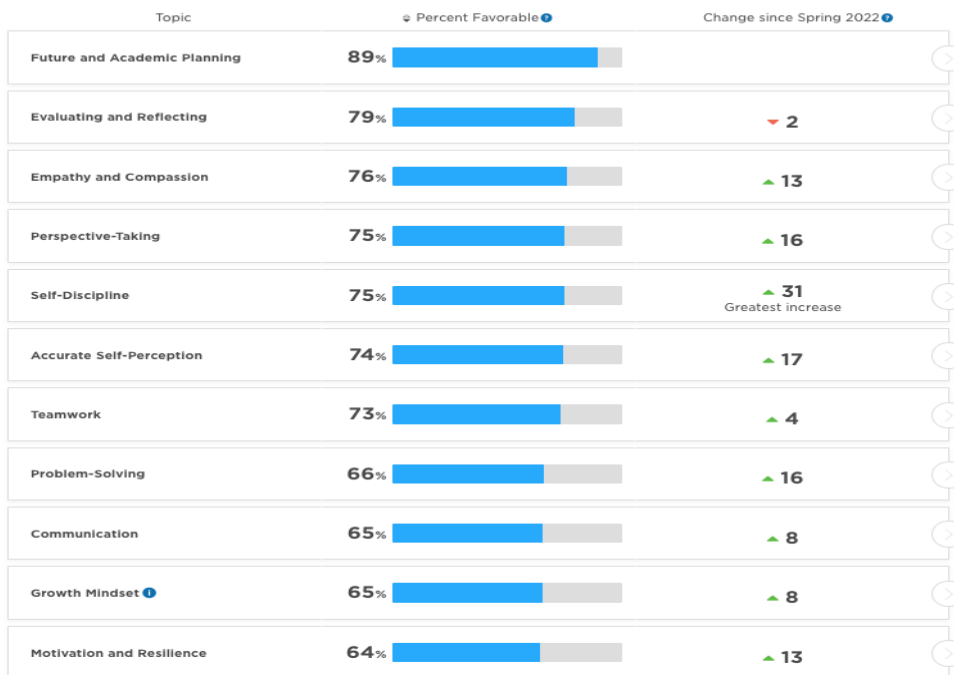 Topic Percent Favorable ? Change since Spring 2022 ?
Future and Academic Planning 89%
Evaluating and Reflecting 79% 2
Empathy and Compassion 76% 13
Perspective-Taking 75% 16
Self-Discipline 75% 31
Greatest increase
Accurate Self-Perception 74% 17
Teamwork 73% 4
Problem-Solving 66% 16
Communication 65% 8
Growth Mindset i 65% 8
Motivation and Resilience 64% 13